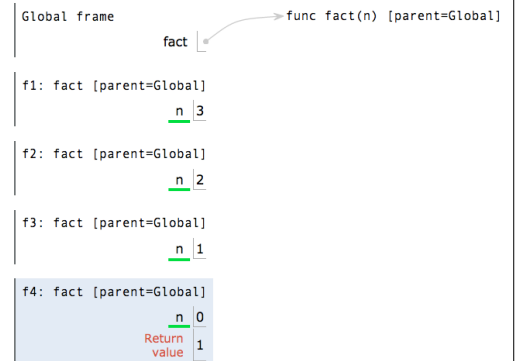 Global frame
func fact(n) [parent=Global]
fact
f1: fact [parent=Global]
n 3
f2: fact [parent=Global]
n 2
f3: fact [parent=Global]
n 1
f4: fact [parent=Global]
n 0
Return
value 1